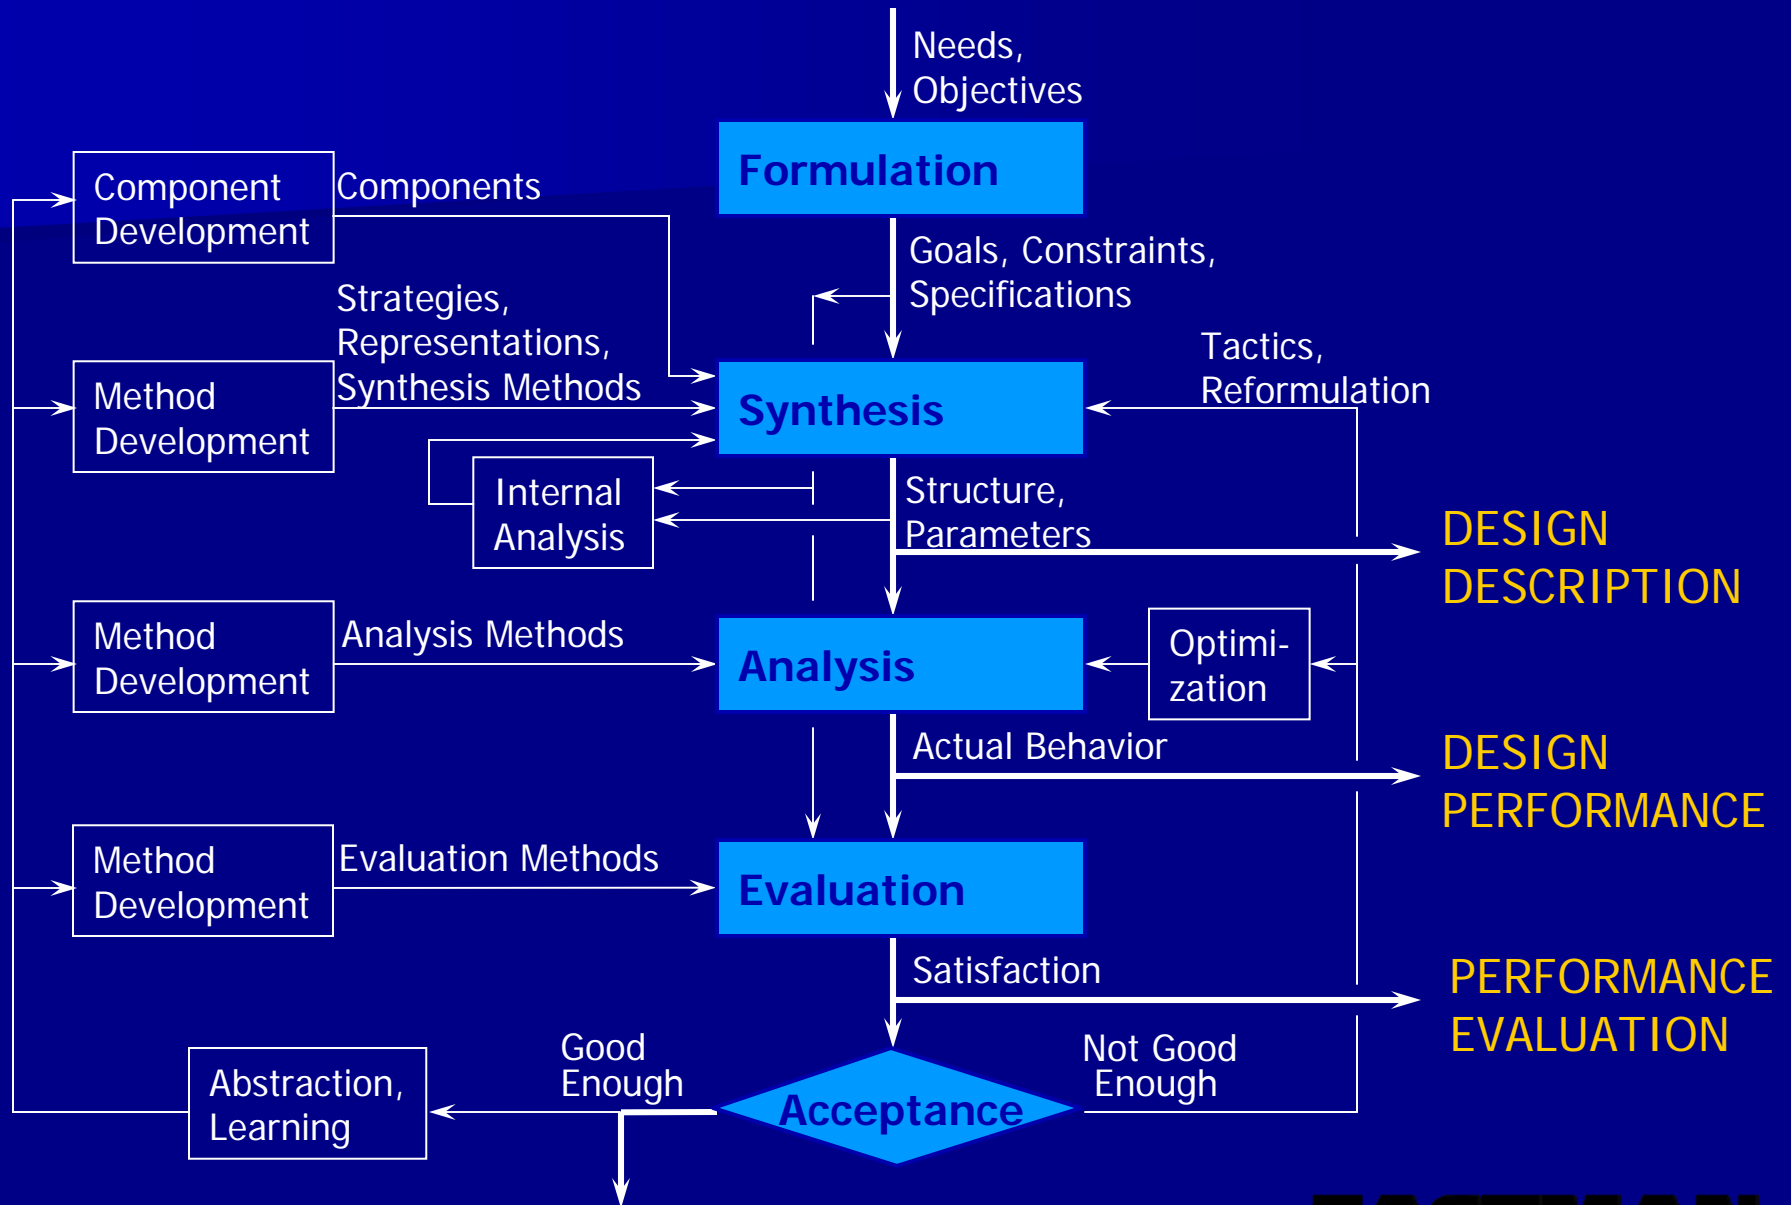 Needs,
Objectives
Formulation
Component
Development
Components
Goals, Constraints,
Specifications
Strategies,
Representations,
Synthesis Methods
Method
Development
Synthesis
Tactics,
Reformulation
Internal
Analysis
Structure,
Parameters
DESIGN
DESCRIPTION
Method
Development
Analysis Methods
Analysis
Optimi-
zation
Actual Behavior
DESIGN
PERFORMANCE
Method
Development
Evaluation Methods
Evaluation
Satisfaction
PERFORMANCE
EVALUATION
Abstraction,
Learning
Good
Enough
Acceptance
Not Good
Enough